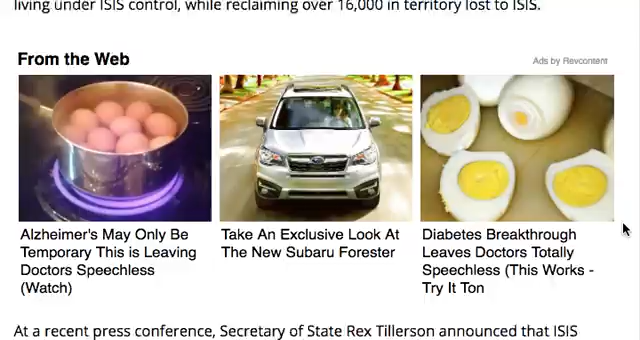 living under ISIS control, while reclaiming over 16,000 in territory lost to ISIS.
From the Web
Ads by Revcontent
Alzheimer's May Only Be
Temporary This is Leaving
Doctors Speechless
(Watch)
Take An Exclusive Look At
The New Subaru Forester
Diabetes Breakthrough
Leaves Doctors Totally
Speechless (This Works -
Try It Ton
At a recent press conference, Secretary of State Rex Tillerson announced that ISIS